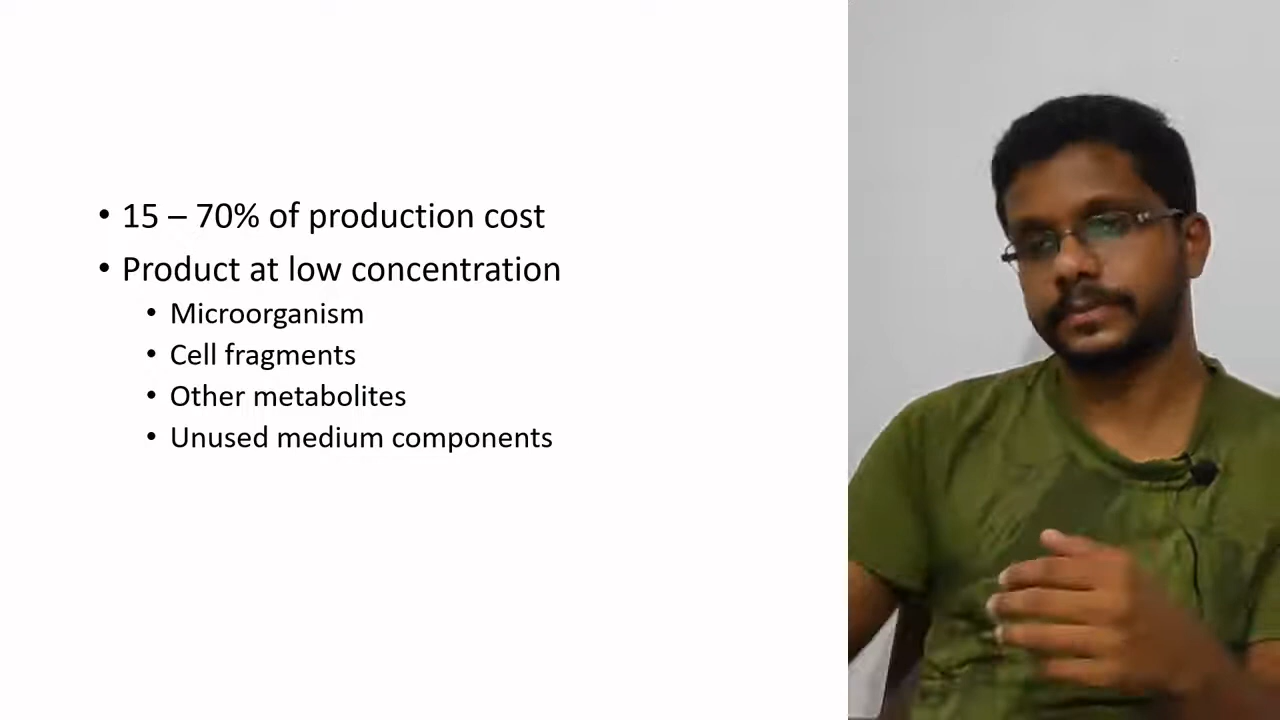 • 15 – 70% of production cost
• Product at low concentration
• Microorganism
• Cell fragments
• Other metabolites
• Unused medium components